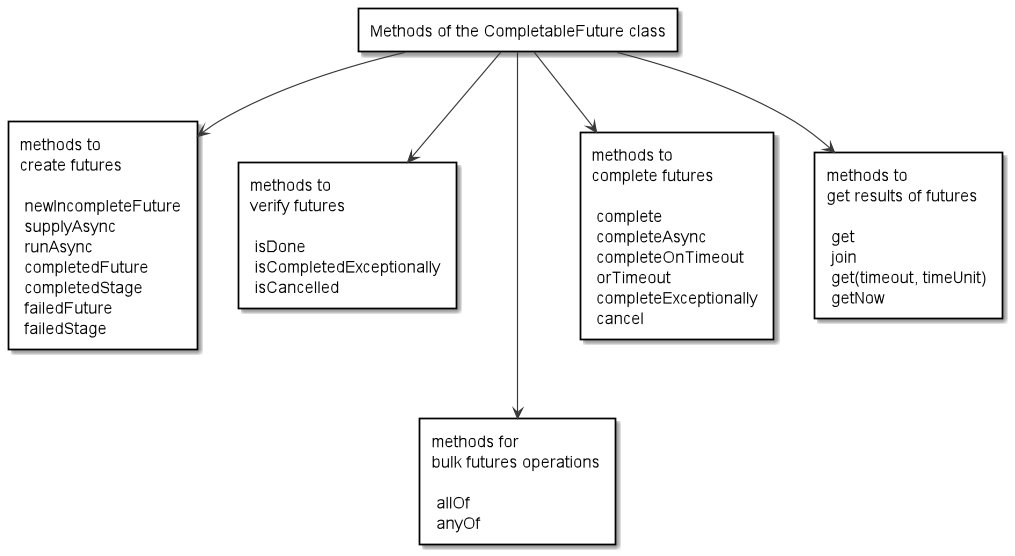 Methods of the CompletableFuture class
methods to
create futures
newIncompleteFuture
supplyAsync
runAsync
completedFuture
completedStage
failedFuture
failedStage
methods to
verify futures
isDone
isCompletedExceptionally
isCancelled
methods to
complete futures
complete
completeAsync
completeOnTimeout
orTimeout
completeExceptionally
cancel
methods to
get results of futures
get
join
get(timeout, timeUnit)
getNow
methods for
bulk futures operations
allOf
anyOf